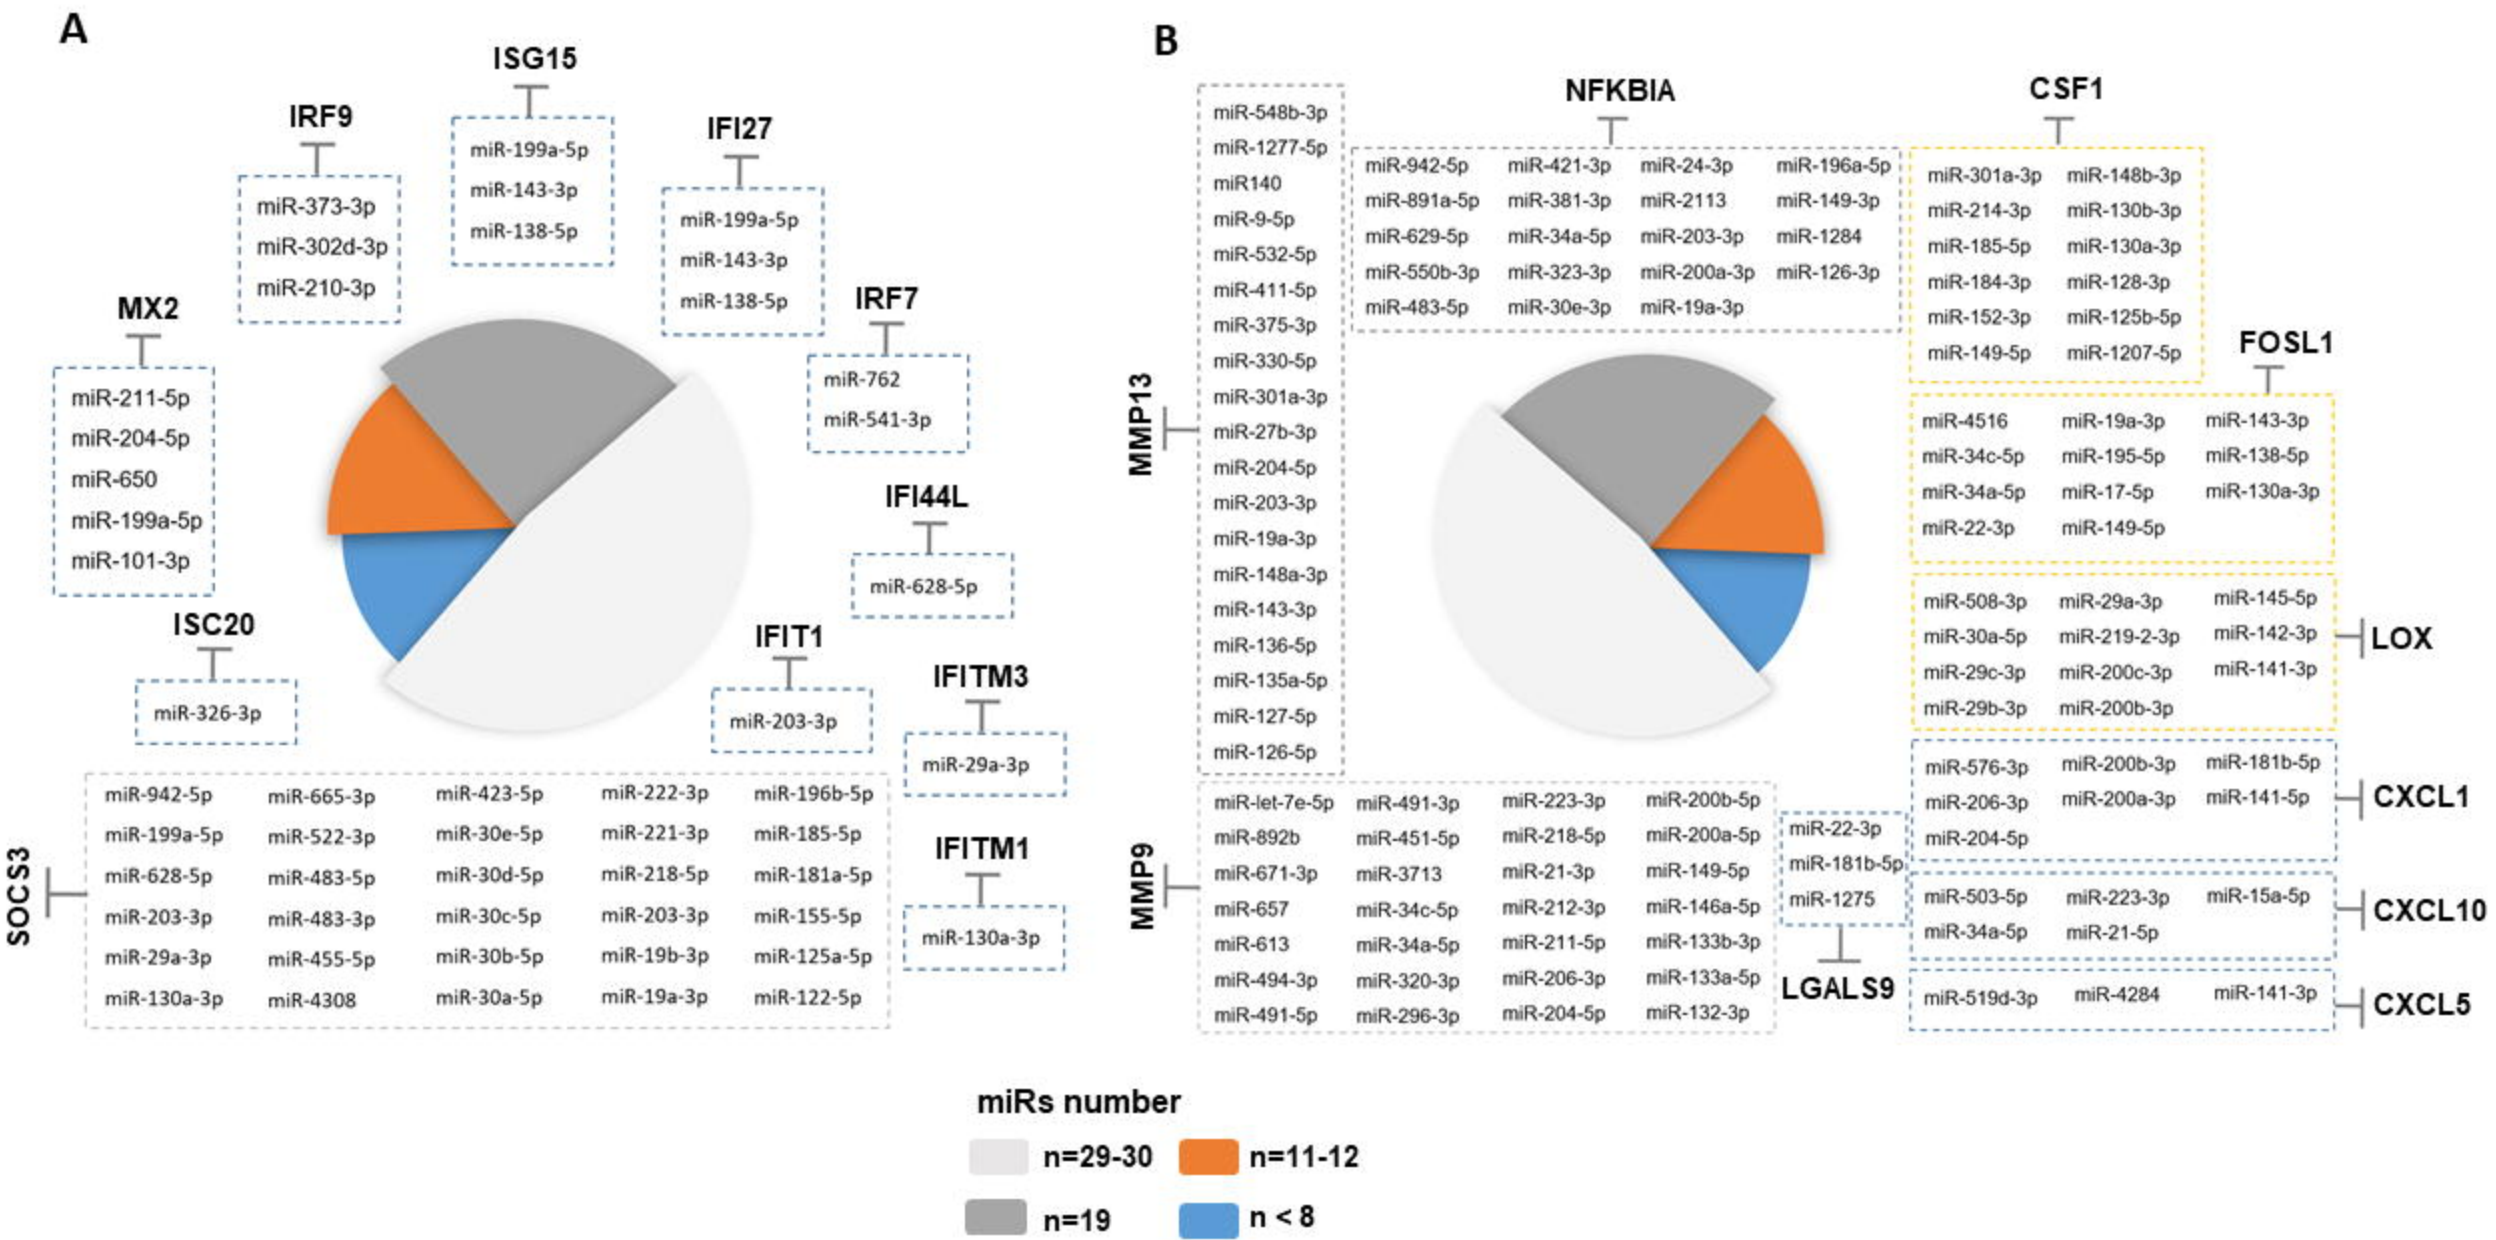 A
ISG15
miR-199a-5p
miR-143-3p
miR-138-5p
IRF9
miR-373-3p
miR-302d-3p
miR-210-3p
IFI27
miR-199a-5p
miR-143-3p
miR-138-5p
MX2
miR-211-5p
miR-204-5p
miR-650
miR-199a-5p
miR-101-3p
IRF7
miR-762
miR-541-3p
IFI44L
miR-628-5p
ISC20
miR-326-3p
IFIT1
miR-203-3p
IFITM3
miR-29a-3p
IFITM1
miR-130a-3p
SOCS3
miR-942-5p miR-665-3p miR-423-5p miR-222-3p miR-196b-5p
miR-199a-5p miR-522-3p miR-30e-5p miR-221-3p miR-185-5p
miR-628-5p miR-483-5p miR-30d-5p miR-218-5p miR-181a-5p
miR-203-3p miR-483-3p miR-30c-5p miR-203-3p miR-155-5p
miR-29a-3p miR-455-5p miR-30b-5p miR-19b-3p miR-125a-5p
miR-130a-3p miR-4308 miR-30a-5p miR-19a-3p miR-122-5p
B
MMP13
miR-548b-3p
miR-1277-5p
miR140
miR-9-5p
miR-532-5p
miR-411-5p
miR-375-3p
miR-330-5p
miR-301a-3p
miR-27b-3p
miR-204-5p
miR-203-3p
miR-19a-3p
miR-148a-3p
miR-143-3p
miR-136-5p
miR-135a-5p
miR-127-5p
miR-126-5p
NFKBIA
miR-942-5p miR-421-3p miR-24-3p miR-196a-5p
miR-891a-5p miR-381-3p miR-2113 miR-149-3p
miR-629-5p miR-34a-5p miR-203-3p miR-1284
miR-550b-3p miR-323-3p miR-200a-3p miR-126-3p
miR-483-5p miR-30e-3p miR-19a-3p
CSF1
miR-301a-3p miR-148b-3p
miR-214-3p miR-130b-3p
miR-185-5p miR-130a-3p
miR-184-3p miR-128-3p
miR-152-3p miR-125b-5p
miR-149-5p miR-1207-5p
FOSL1
miR-4516 miR-19a-3p miR-143-3p
miR-34c-5p miR-195-5p miR-138-5p
miR-34a-5p miR-17-5p miR-130a-3p
miR-22-3p miR-149-5p
miR-508-3p miR-29a-3p miR-145-5p
miR-30a-5p miR-219-2-3p miR-142-3p
miR-29c-3p miR-200c-3p miR-141-3p
miR-29b-3p miR-200b-3p
LOX
miR-576-3p miR-200b-3p miR-181b-5p
miR-206-3p miR-200a-3p miR-141-5p
miR-204-5p
CXCL1
miR-503-5p miR-223-3p miR-15a-5p
miR-34a-5p miR-21-5p
CXCL10
miR-519d-3p miR-4284 miR-141-3p
CXCL5
MMP9
miR-let-7e-5p miR-491-3p miR-223-3p miR-200b-5p
miR-892b miR-451-5p miR-218-5p miR-200a-5p
miR-671-3p miR-3713 miR-21-3p miR-149-5p
miR-657 miR-34c-5p miR-212-3p miR-146a-5p
miR-613 miR-34a-5p miR-211-5p miR-133b-3p
miR-494-3p miR-320-3p miR-206-3p miR-133a-5p
miR-491-5p miR-296-3p miR-204-5p miR-132-3p
miR-22-3p
miR-181b-5p
miR-1275
LGALS9
miRs number
n=29-30 n=11-12
n=19 n < 8